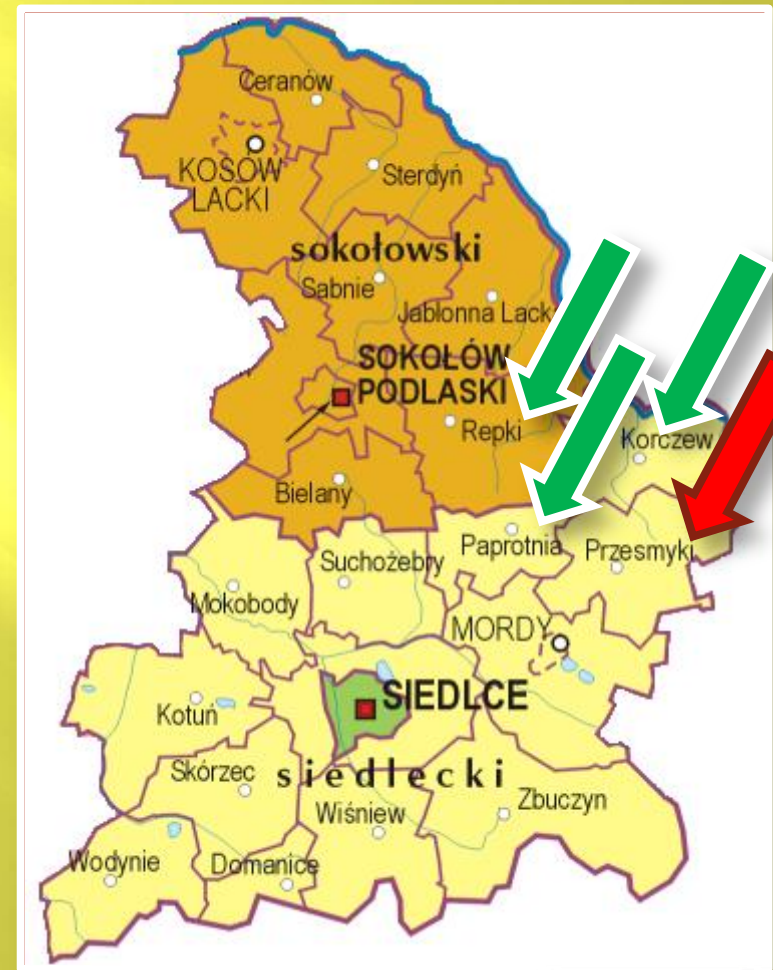 Ceranów
KOSÓW
LACKI
Sterdyń
sokołowski
Sabnie
Jabłonna Lack
SOKOŁÓW
PODLASKI
Repki
Korczew
Bielany
Suchożebry
Paprotnia
Przesmyki
Mokobody
MORDY
SIEDLCE
Kotuń
Skórzec
siedlecki
Wiśniew
Zbuczyn
Wodynie
Domanice